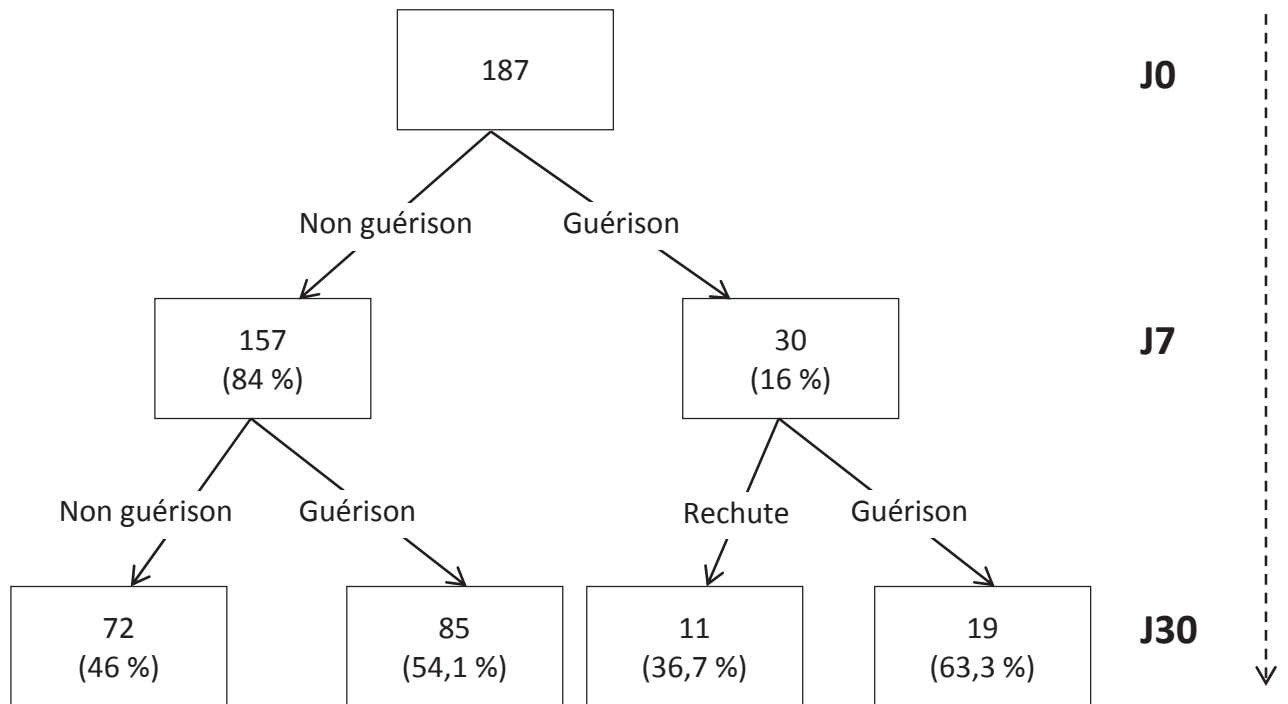 187
J0
Non guérison
Guérison
157
(84 %)
30
(16 %)
J7
Non guérison
Guérison
Rechute
Guérison
72
(46 %)
85
(54,1 %)
11
(36,7 %)
19
(63,3 %)
J30